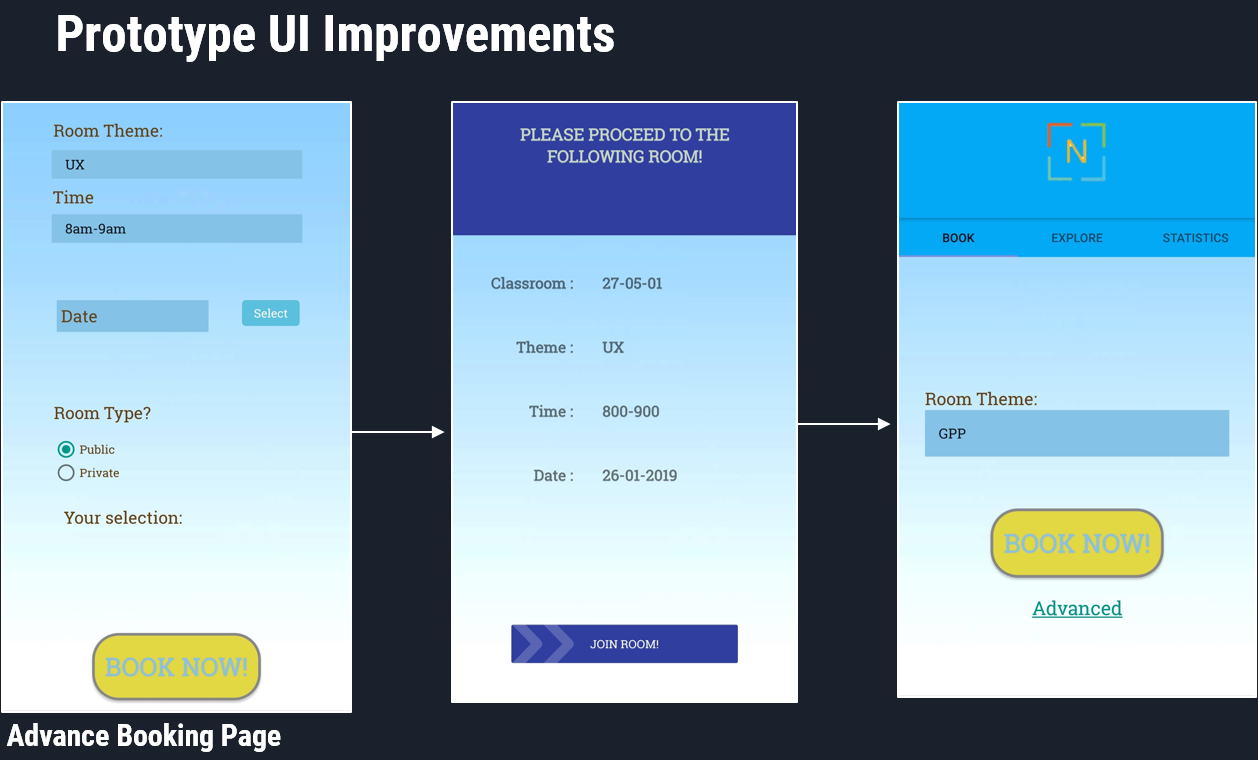 Prototype UI Improvements
Room Theme:
UX
Time
8am-9am
Date
Select
Room Type?
Public
Private
Your selection:
BOOK NOW!
Advance Booking Page
PLEASE PROCEED TO THE
FOLLOWING ROOM!
Classroom : 27-05-01
Theme : UX
Time : 800-900
Date : 26-01-2019
JOIN ROOM!
N
BOOK EXPLORE STATISTICS
Room Theme:
GPP
BOOK NOW!
Advanced